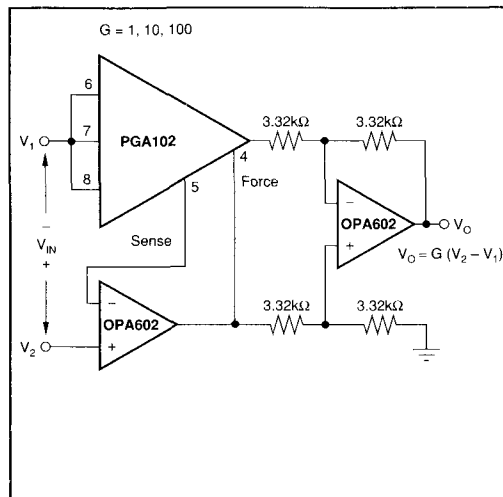 G = 1, 10, 100
6
7
8
V1
PGA102
4
5
Force
Sense
3.32kΩ
3.32kΩ
−
+
OPA602
VO
VO = G (V2 − V1)
−
VIN
+
−
+
OPA602
V2
3.32kΩ
3.32kΩ